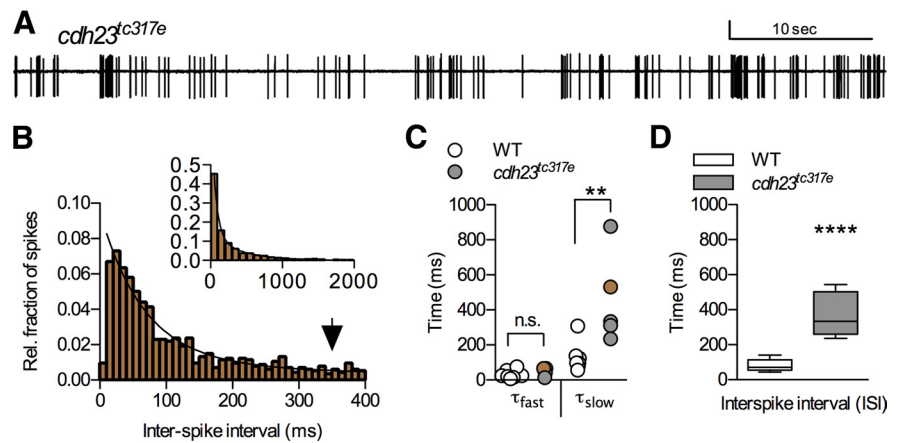 A
cdh23tc317e
10 sec
B
Rel. fraction of spikes
0.10
0.08
0.06
0.04
0.02
0.00
0 100 200 300 400
Inter-spike interval (ms)
0.5
0.4
0.3
0.2
0.1
0.0
0 1000 2000
C
WT
cdh23tc317e
Time (ms)
1000
800
600
400
200
0
n.s.
**
τfast
τslow
D
WT
cdh23tc317e
Time (ms)
1000
800
600
400
200
0
****
Interspike interval (ISI)